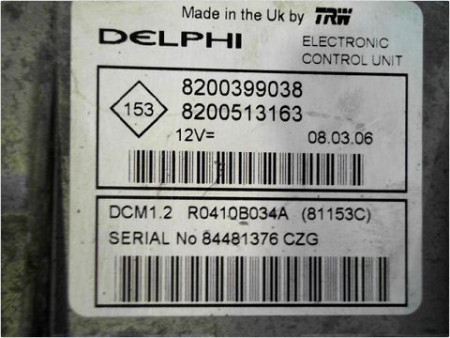 Made in the Uk by TRW
DELPHI ELECTRONIC
CONTROL UNIT
8200399038
153 8200513163
12V= 08.03.06
DCM1.2 R0410B034A (81153C)
SERIAL No 84481376 CZG